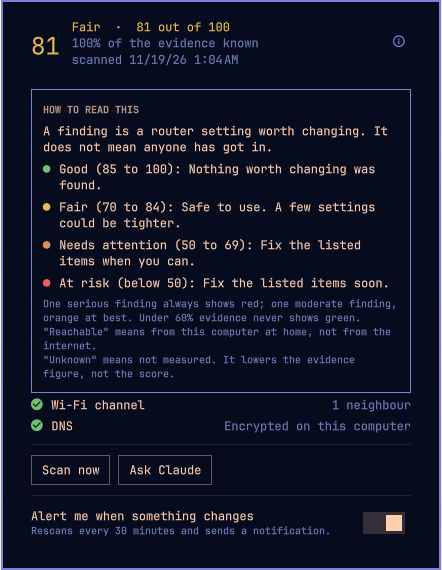 81
Fair · 81 out of 100
100% of the evidence known
scanned 11/19/26 1:04 AM
HOW TO READ THIS
A finding is a router setting worth changing. It
does not mean anyone has got in.
Good (85 to 100): Nothing worth changing was
found.
Fair (70 to 84): Safe to use. A few settings
could be tighter.
Needs attention (50 to 69): Fix the listed
items when you can.
At risk (below 50): Fix the listed items soon.
One serious finding always shows red; one moderate finding,
orange at best. Under 60% evidence never shows green.
"Reachable" means from this computer at home, not from the
internet.
"Unknown" means not measured. It lowers the evidence
figure, not the score.
Wi-Fi channel 1 neighbour
DNS Encrypted on this computer
Scan now Ask Claude
Alert me when something changes
Rescans every 30 minutes and sends a notification.